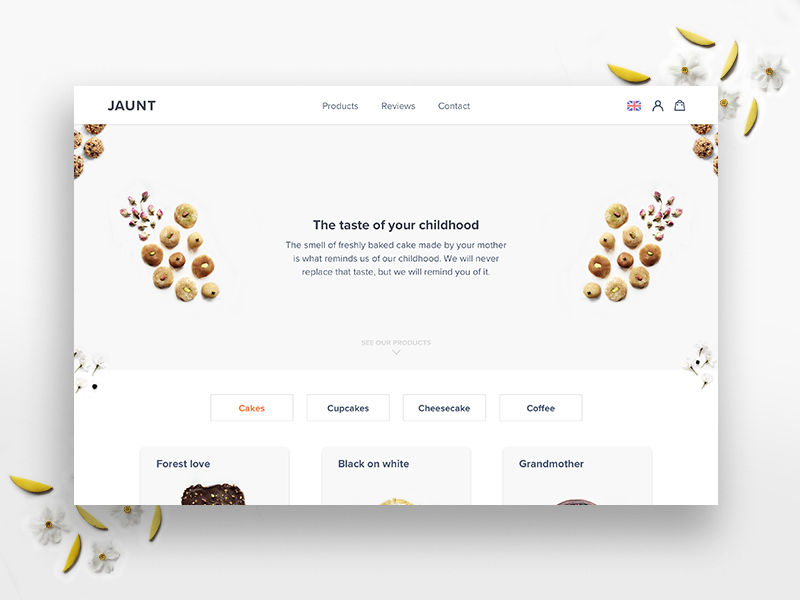 JAUNT
Products
Reviews
Contact
The taste of your childhood
The smell of freshly baked cake made by your mother
is what reminds us of our childhood. We will never
replace that taste, but we will remind you of it.
SEE OUR PRODUCTS
Cakes
Cupcakes
Cheesecake
Coffee
Forest love
Black on white
Grandmother